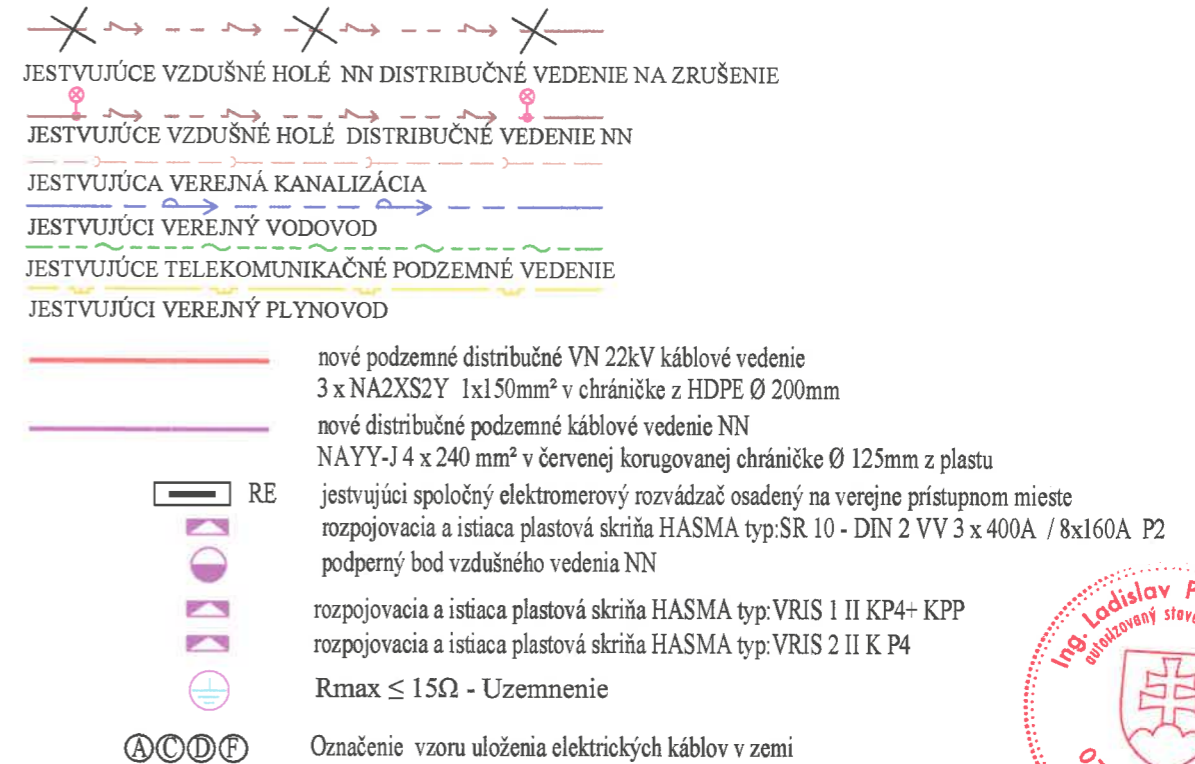 JESTVUJÚCE VZDUŠNÉ HOLÉ NN DISTRIBUČNÉ VEDENIE NA ZRUŠENIE
JESTVUJÚCE VZDUŠNÉ HOLÉ DISTRIBUČNÉ VEDENIE NN
JESTVUJÚCA VEREJNÁ KANALIZÁCIA
JESTVUJÚCI VEREJNÝ VODOVOD
JESTVUJÚCE TELEKOMUNIKAČNÉ PODZEMNÉ VEDENIE
JESTVUJÚCI VEREJNÝ PLYNOVOD
nové podzemné distribučné VN 22kV káblové vedenie
3 x NA2XS2Y 1x150mm² v chráničke z HDPE Ø 200mm
nové distribučné podzemné káblové vedenie NN
NAYY-J 4 x 240 mm² v červenej korugovanej chráničke Ø 125mm z plastu
RE jestvujúci spoločný elektromerový rozvádzač osadený na verejne prístupnom mieste
rozpojovacia a istiaca plastová skriňa HASMA typ:SR 10 - DIN 2 VV 3 x 400A / 8x160A P2
podperný bod vzdušného vedenia NN
rozpojovacia a istiaca plastová skriňa HASMA typ:VRIS 1 II KP4+ KPP
rozpojovacia a istiaca plastová skriňa HASMA typ:VRIS 2 II K P4
Rmax ≤ 15Ω - Uzemnenie
Ⓐ Ⓒ Ⓓ Ⓕ Označenie vzoru uloženia elektrických káblov v zemi
Ing. Ladislav P
autorizovaný stave